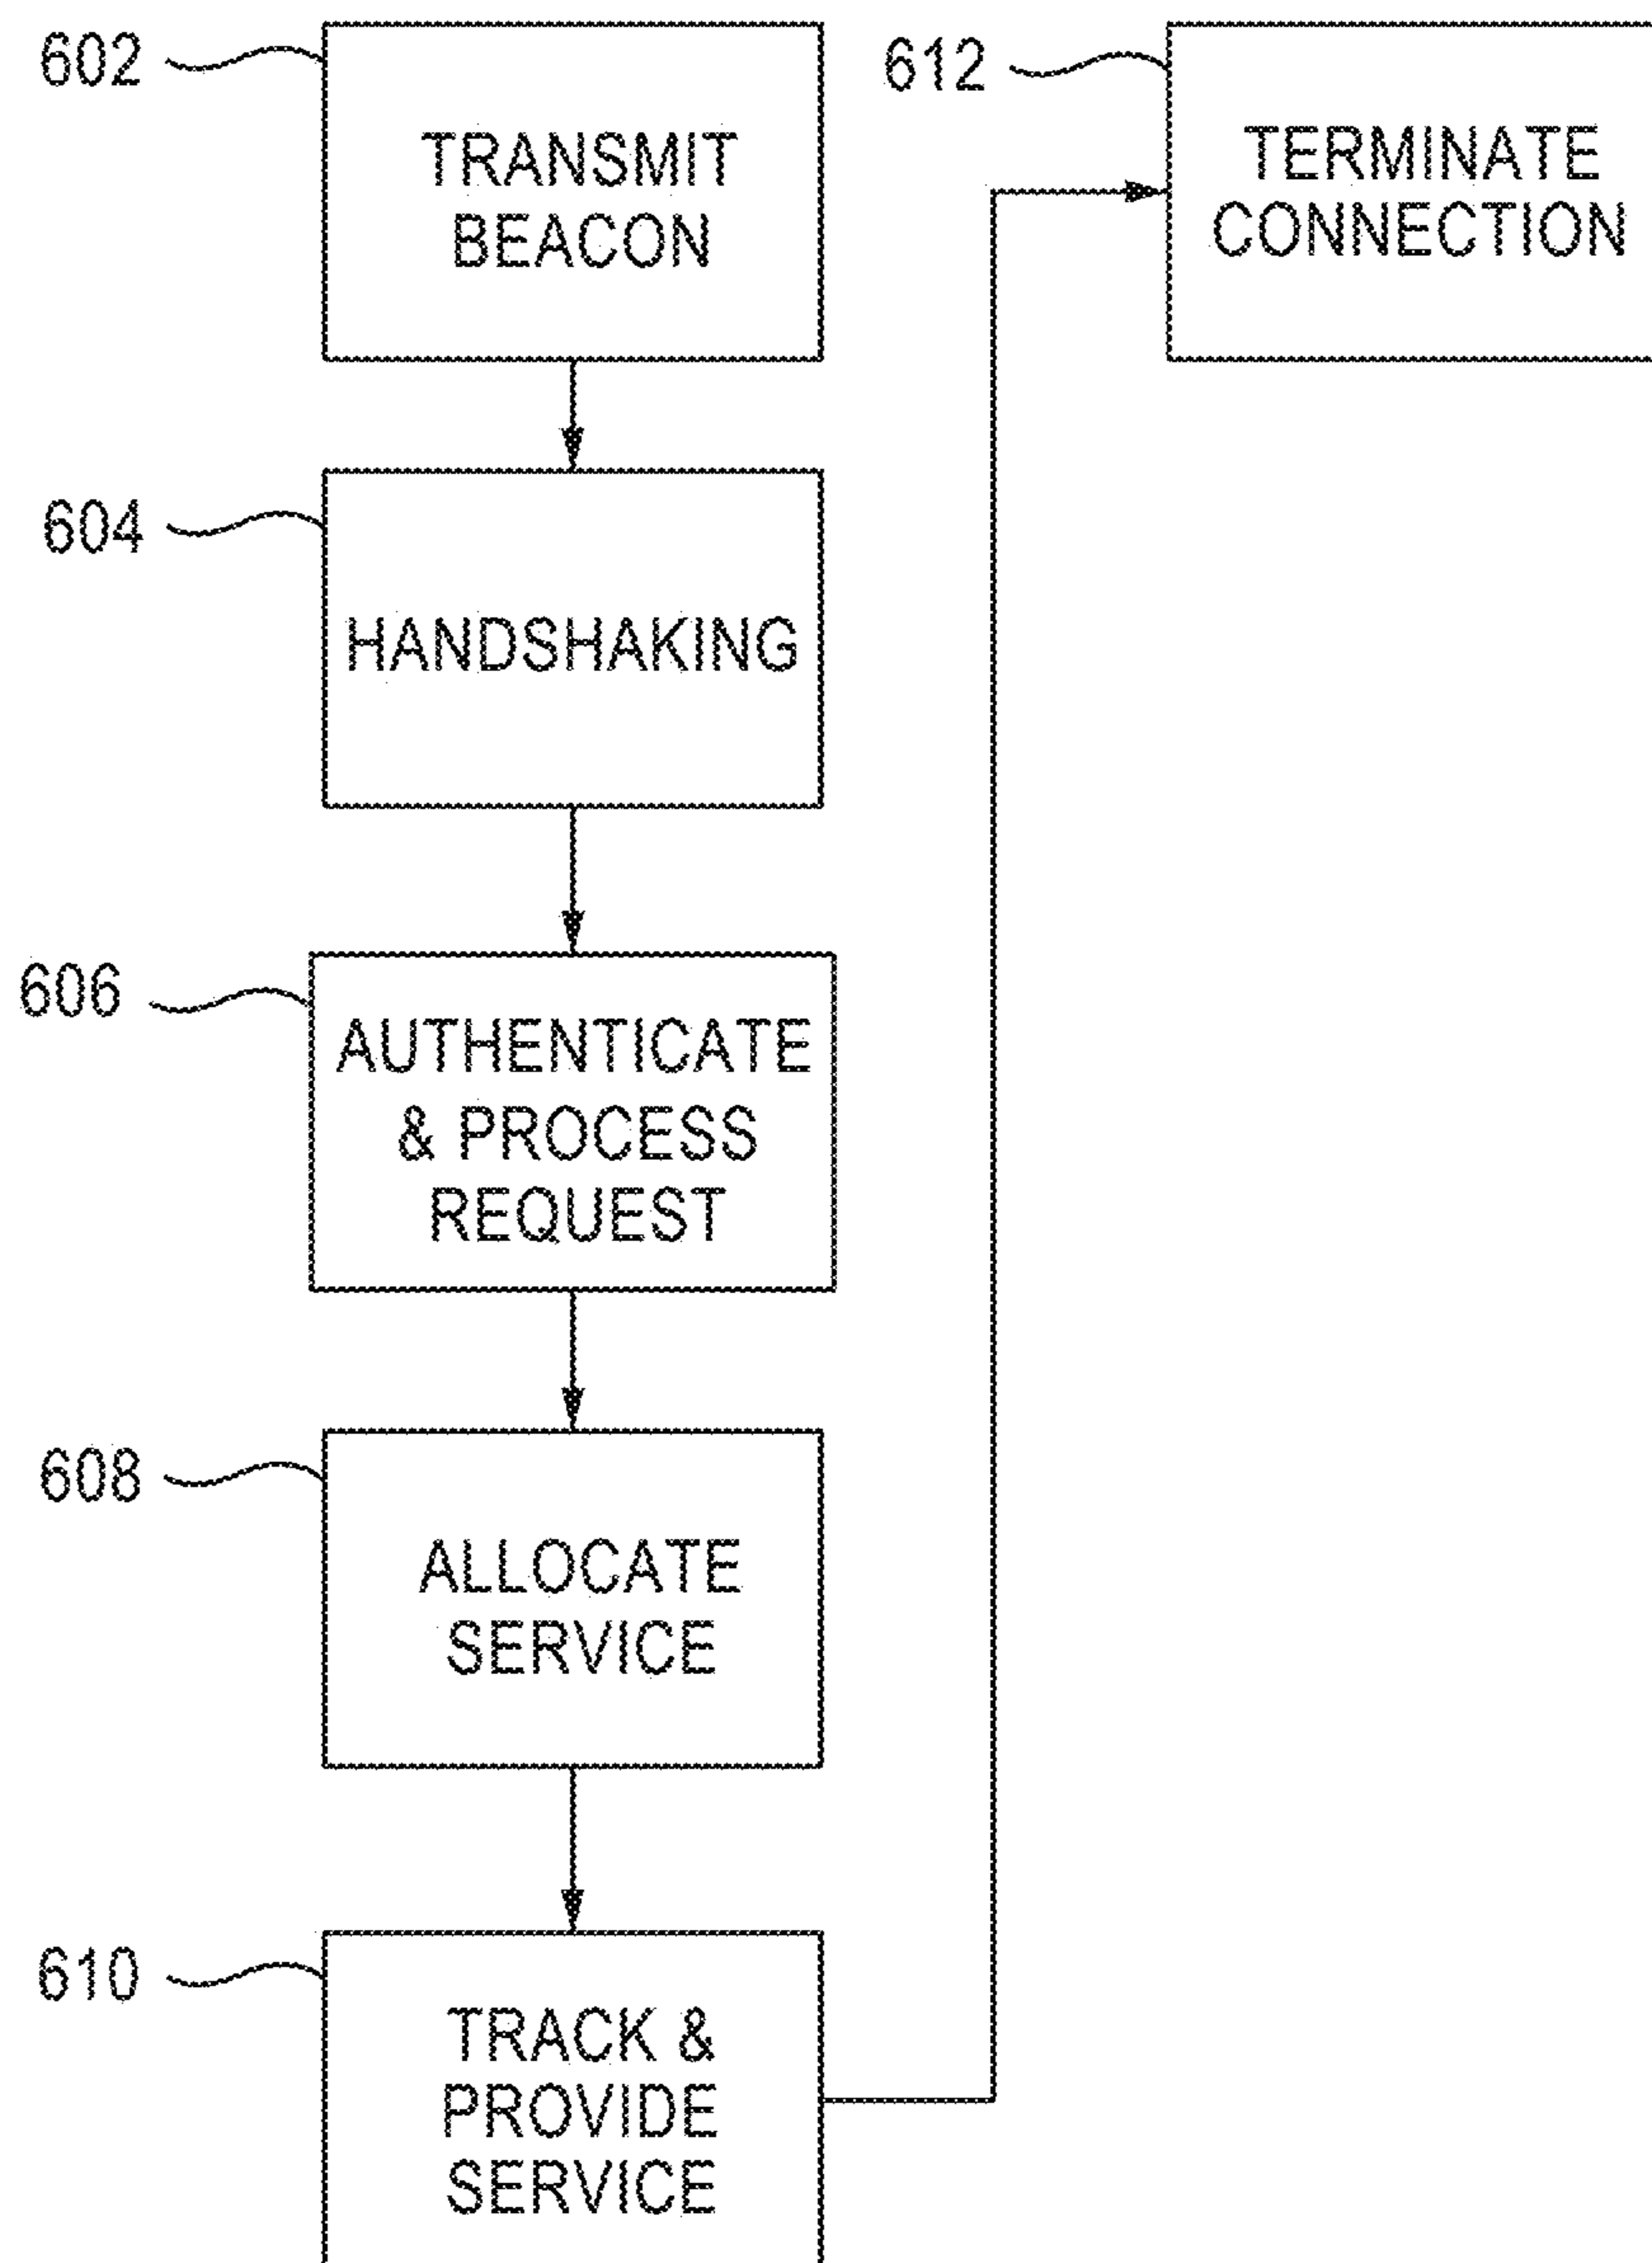 602
TRANSMIT
BEACON
604
HANDSHAKING
606
AUTHENTICATE
& PROCESS
REQUEST
608
ALLOCATE
SERVICE
610
TRACK &
PROVIDE
SERVICE
612
TERMINATE
CONNECTION